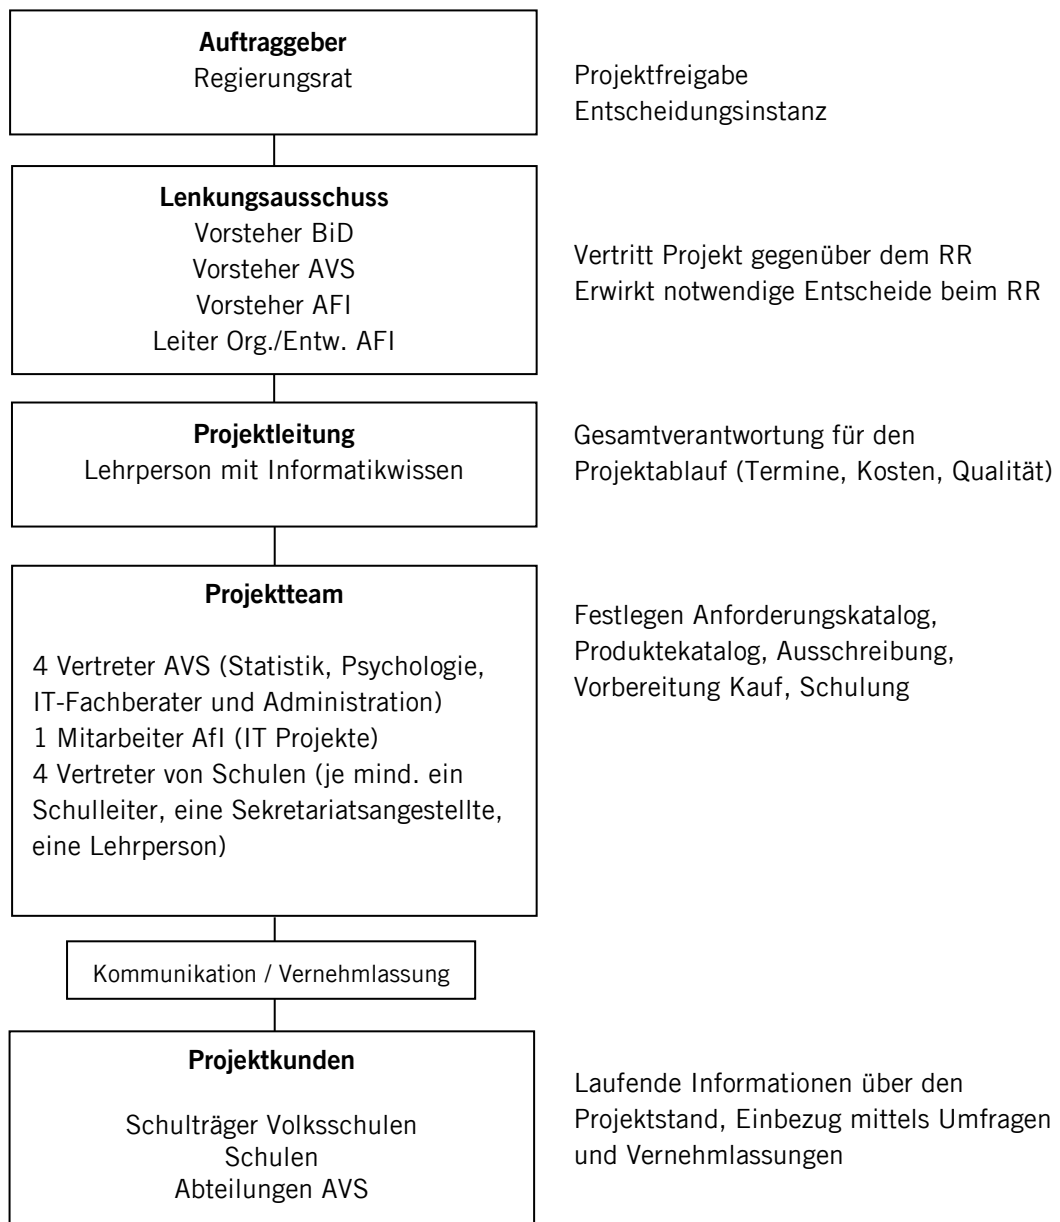 Auftraggeber
Regierungsrat
Projektfreigabe
Entscheidungsinstanz
Lenkungsausschuss
Vorsteher BiD
Vorsteher AVS
Vorsteher AFI
Leiter Org./Entw. AFI
Vertritt Projekt gegenüber dem RR
Erwirkt notwendige Entscheide beim RR
Projektleitung
Lehrperson mit Informatikwissen
Gesamtverantwortung für den
Projektablauf (Termine, Kosten, Qualität)
Projektteam
4 Vertreter AVS (Statistik, Psychologie,
IT-Fachberater und Administration)
1 Mitarbeiter AfI (IT Projekte)
4 Vertreter von Schulen (je mind. ein
Schulleiter, eine Sekretariatsangestellte,
eine Lehrperson)
Festlegen Anforderungskatalog,
Produktekatalog, Ausschreibung,
Vorbereitung Kauf, Schulung
Kommunikation / Vernehmlassung
Projektkunden
Schulträger Volksschulen
Schulen
Abteilungen AVS
Laufende Informationen über den
Projektstand, Einbezug mittels Umfragen
und Vernehmlassungen